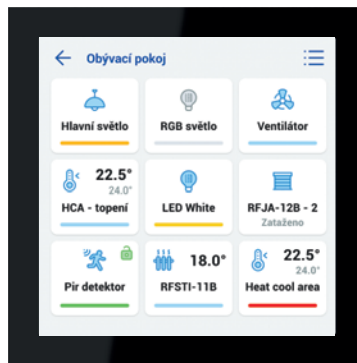 Obývací pokoj
Hlavní světlo
RGB světlo
Ventilátor
22.5°
24.0°
HCA - topení
LED White
RFJA-12B - 2
Zataženo
Pir detektor
18.0°
RFSTI-11B
22.5°
24.0°
Heat cool area